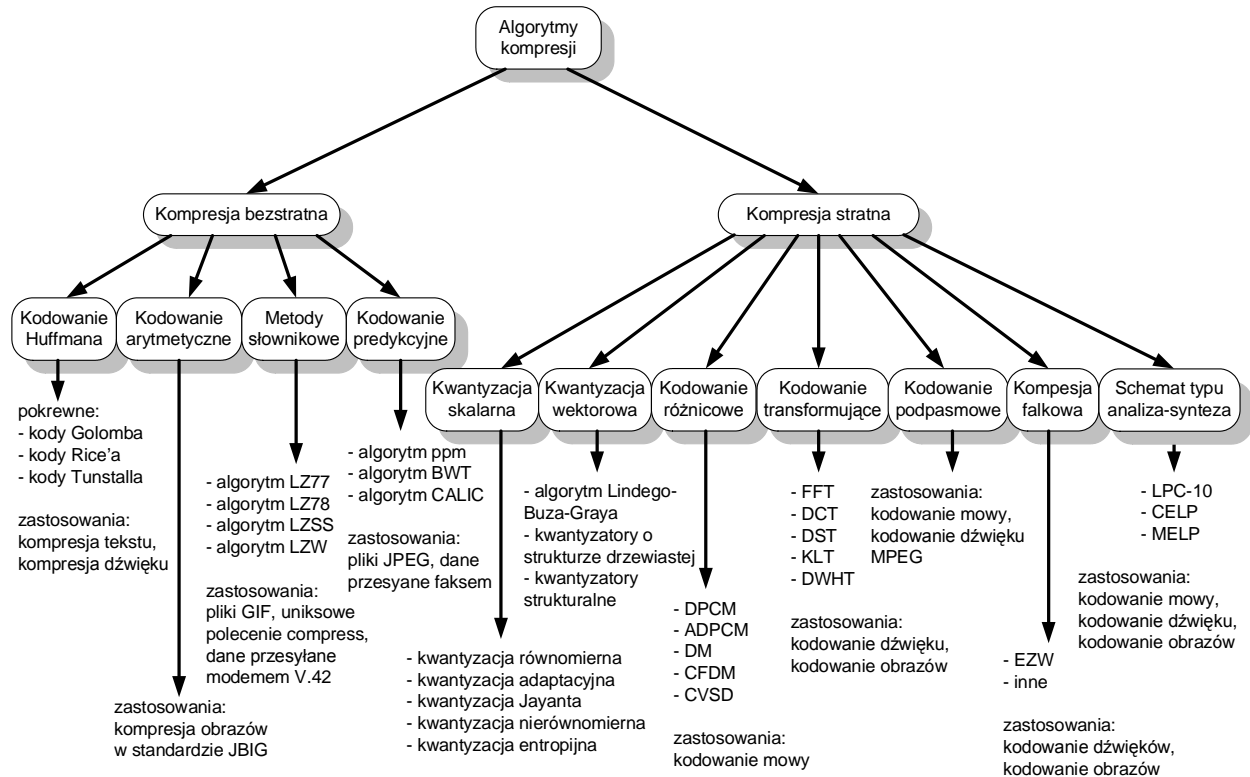 Algorytmy
kompresji
Kompresja bezstratna
Kompresja stratna
Kodowanie
Huffmana
Kodowanie
arytmetyczne
Metody
słownikowe
Kodowanie
predykcyjne
Kwantyzacja
skalarna
Kwantyzacja
wektorowa
Kodowanie
różnicowe
Kodowanie
transformujące
Kodowanie
podpasmowe
Kompesja
falkowa
Schemat typu
analiza-synteza
pokrewne:
- kody Golomba
- kody Rice'a
- kody Tunstalla
zastosowania:
kompresja tekstu,
kompresja dźwięku
zastosowania:
kompresja obrazów
w standardzie JBIG
- algorytm LZ77
- algorytm LZ78
- algorytm LZSS
- algorytm LZW
zastosowania:
pliki GIF, uniksowe
polecenie compress,
dane przesyłane
modemem V.42
- algorytm ppm
- algorytm BWT
- algorytm CALIC
zastosowania:
pliki JPEG, dane
przesyane faksem
- kwantyzacja równomierna
- kwantyzacja adaptacyjna
- kwantyzacja Jayanta
- kwantyzacja nierównomierna
- kwantyzacja entropijna
- algorytm Lindego-
Buza-Graya
- kwantyzatory o
strukturze drzewiastej
- kwantyzatory
strukturalne
- DPCM
- ADPCM
- DM
- CFDM
- CVSD
zastosowania:
kodowanie mowy
- FFT
- DCT
- DST
- KLT
- DWHT
zastosowania:
kodowanie dźwięku,
kodowanie obrazów
zastosowania:
kodowanie mowy,
kodowanie dźwięku
MPEG
- EZW
- inne
zastosowania:
kodowanie dźwięków,
kodowanie obrazów
- LPC-10
- CELP
- MELP
zastosowania:
kodowanie mowy,
kodowanie dźwięku,
kodowanie obrazów